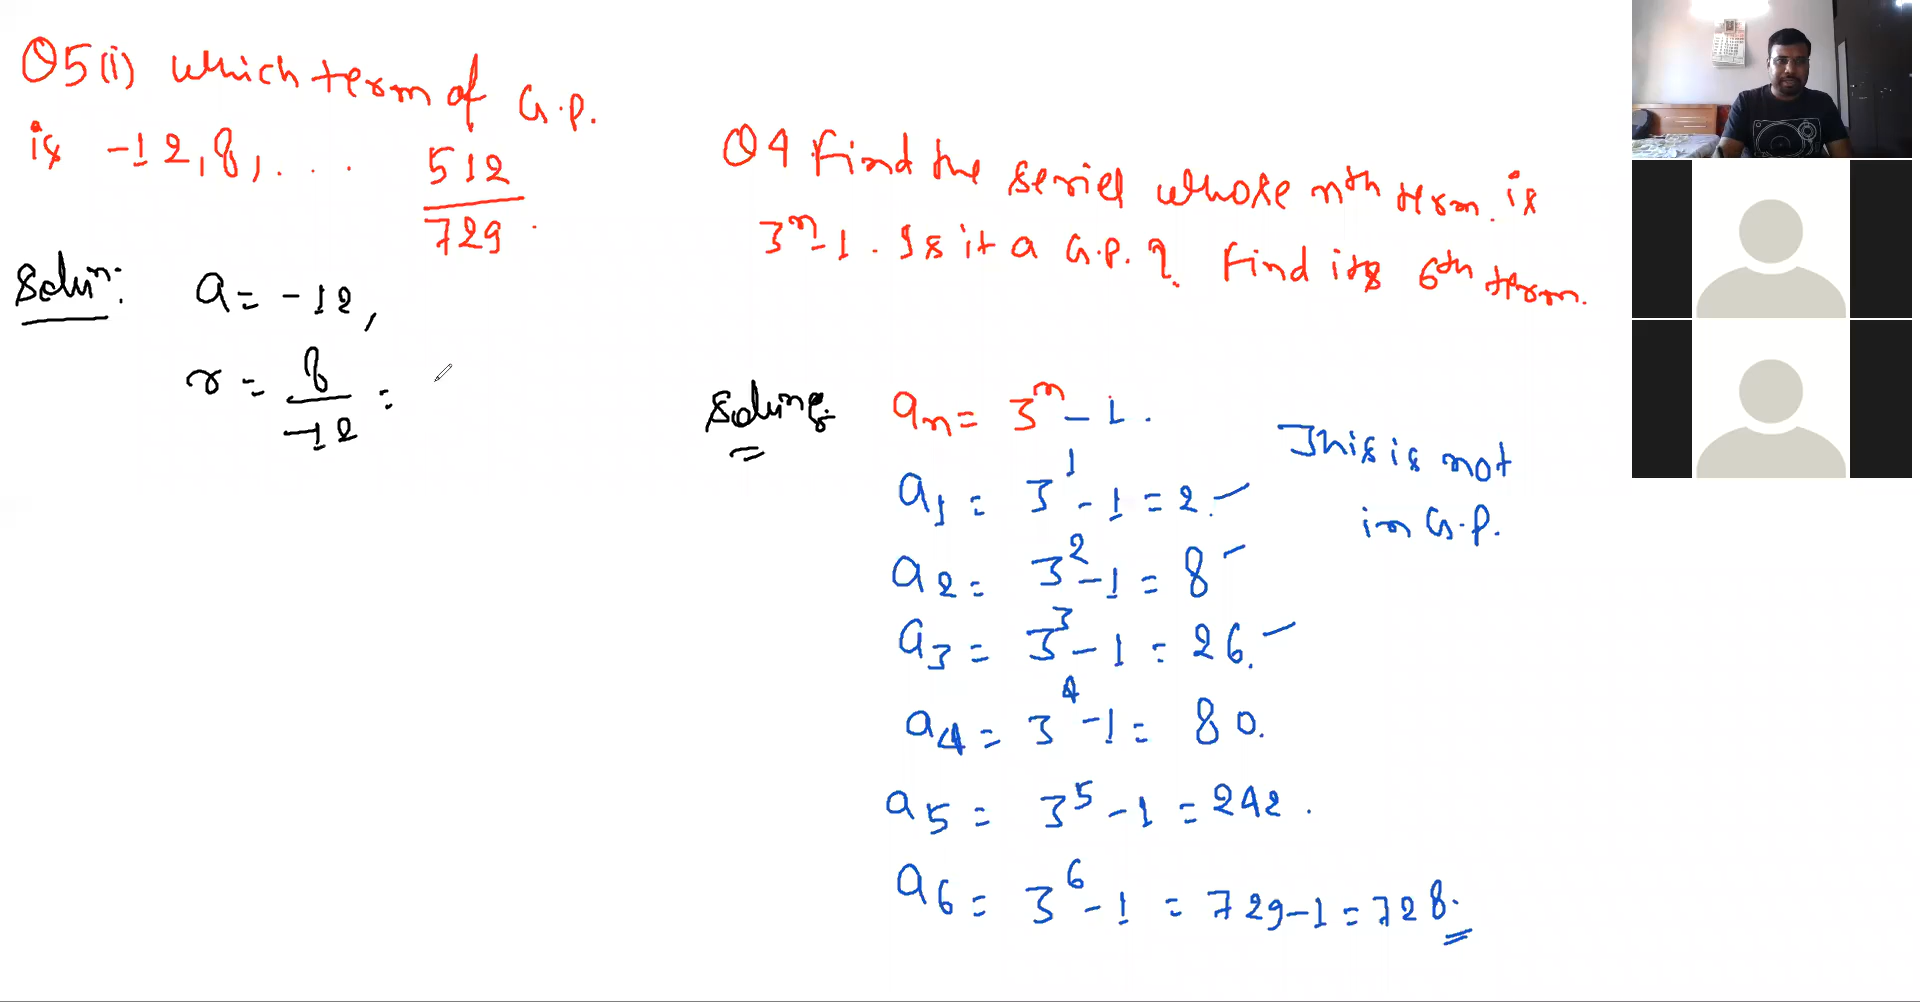 Q5(i) which term of G.P.
is -12, 8, . . . 512/729 .
Solun:
a = -12,
r = 8/-12 =
Q4 Find the series whose nth term is
3^n-1. Is it a G.P.? Find its 6th term.
Soluns:
an = 3^n - 1.
a1 = 3^1 - 1 = 2.
a2 = 3^2 - 1 = 8
a3 = 3^3 - 1 = 26.
a4 = 3^4 - 1 = 80.
a5 = 3^5 - 1 = 242.
a6 = 3^6 - 1 = 729 - 1 = 728.
This is not
in G.P.